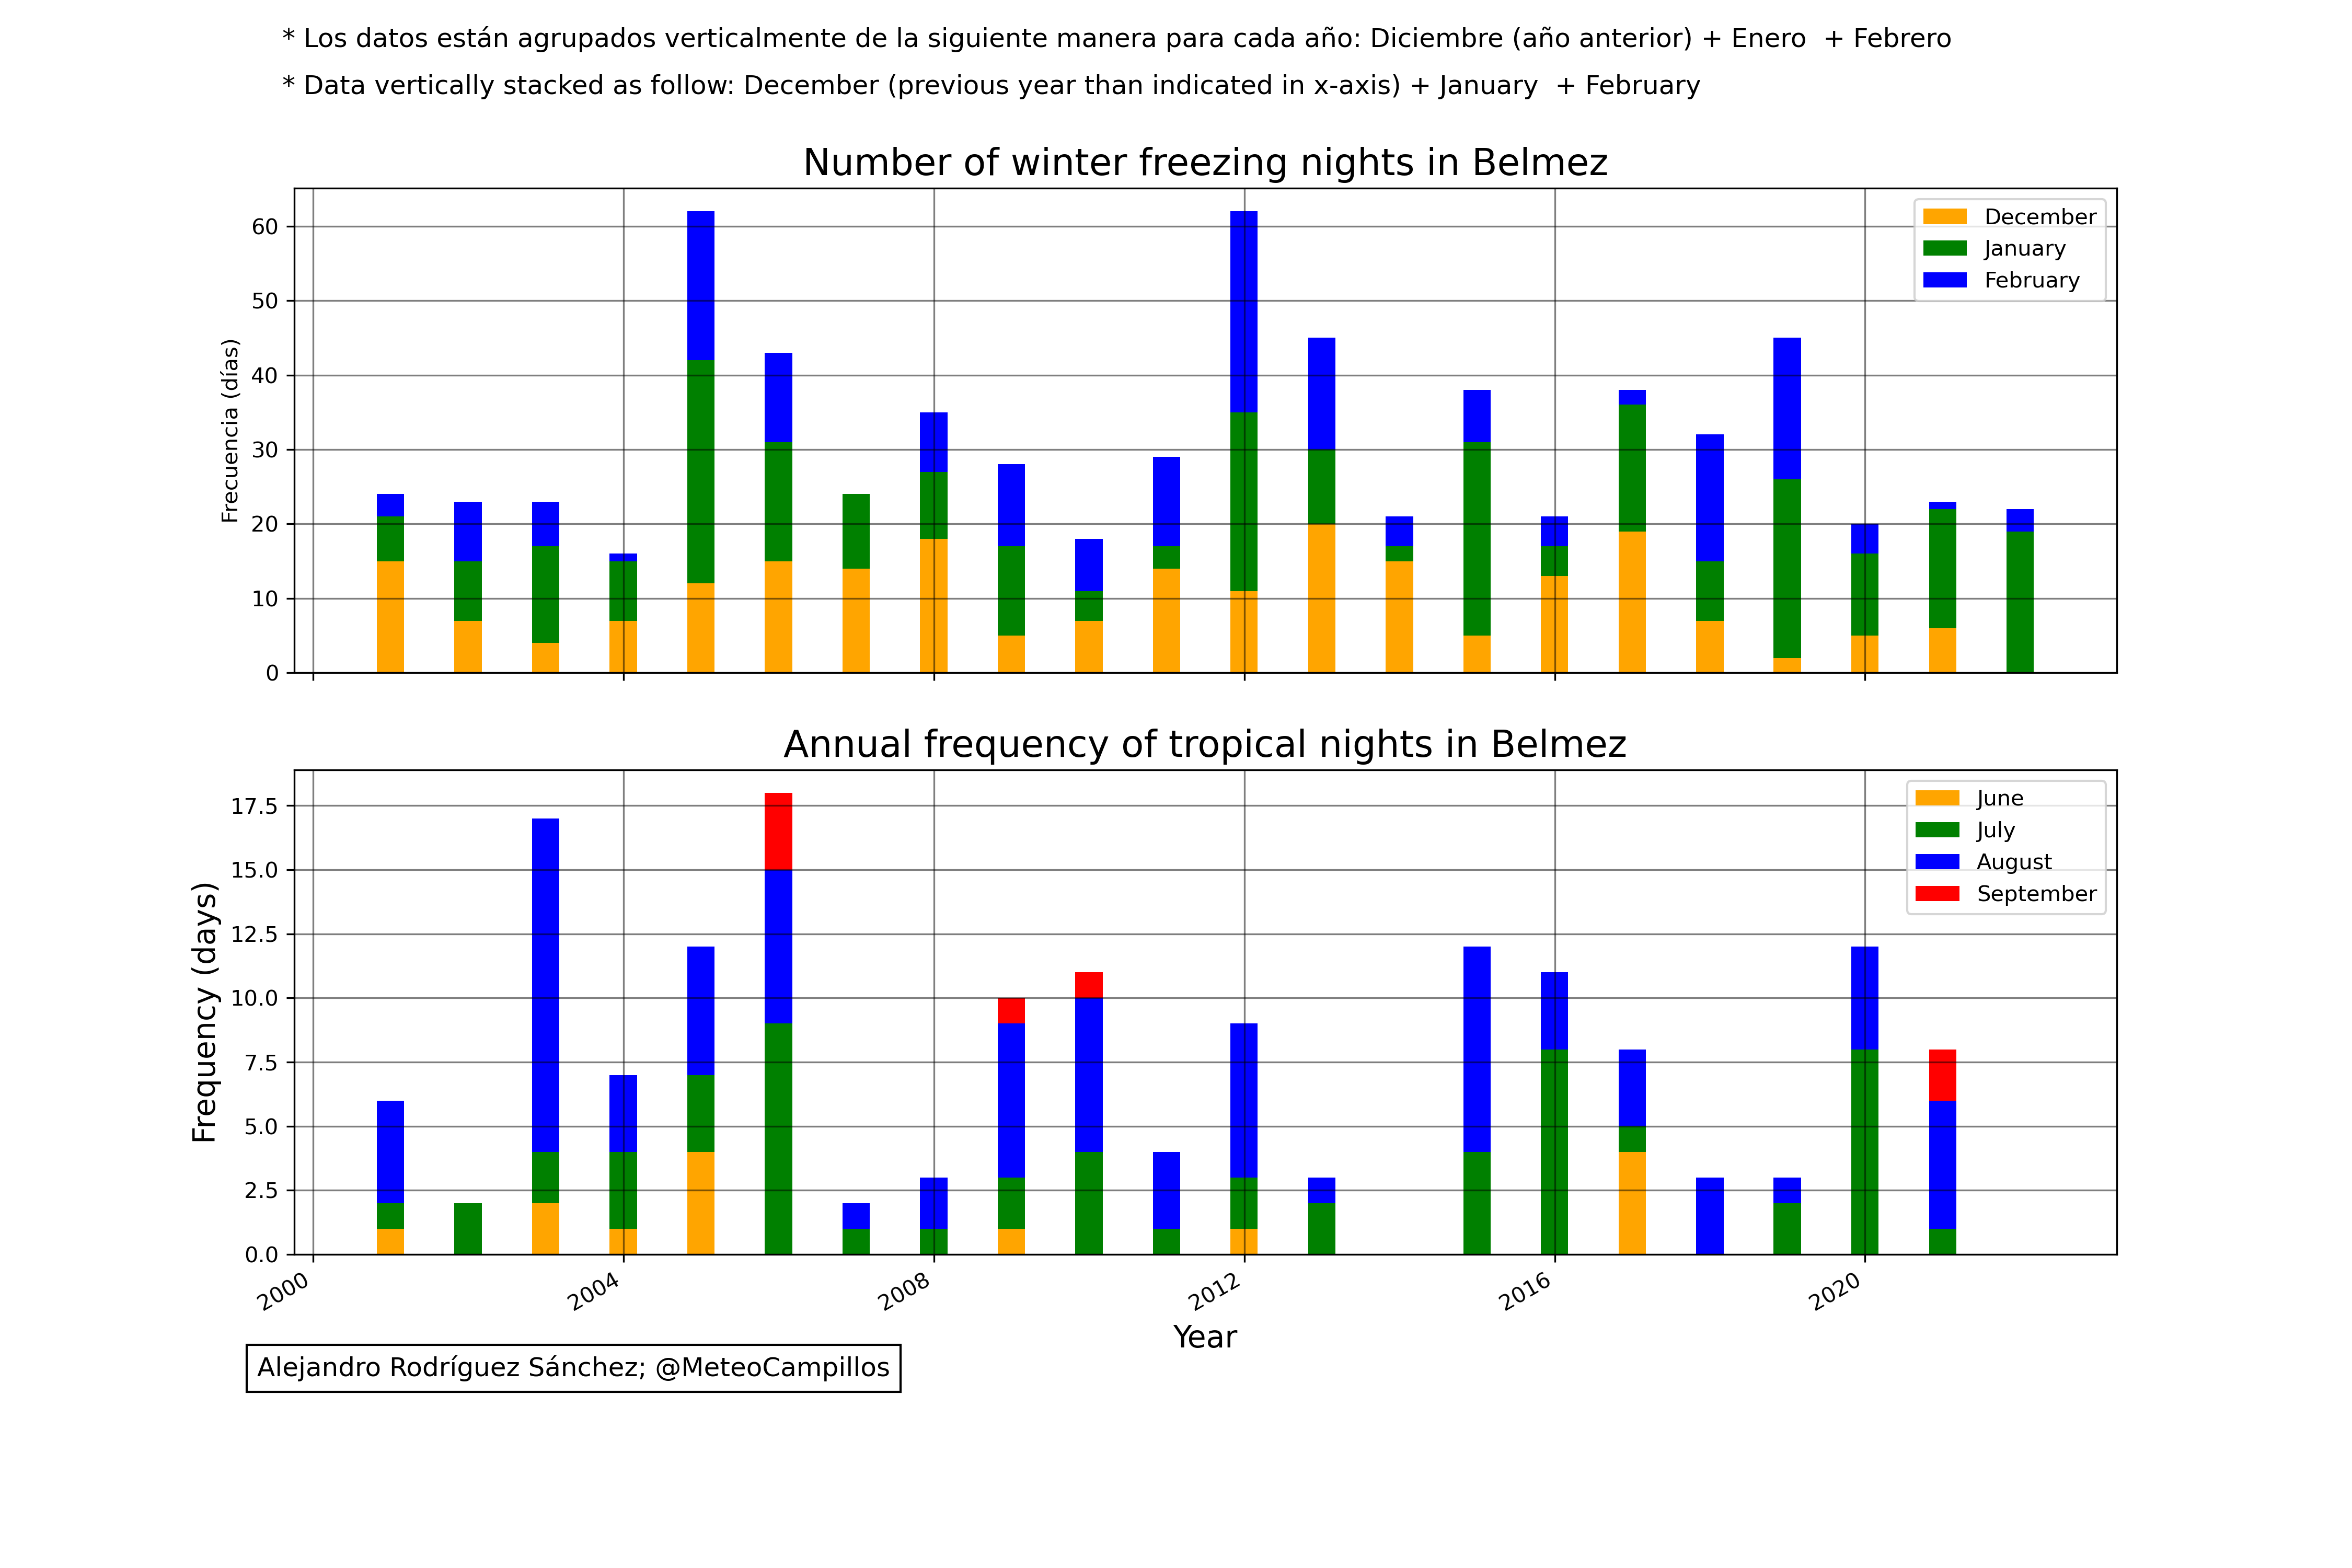 * Los datos están agrupados verticalmente de la siguiente manera para cada año: Diciembre (año anterior) + Enero  + Febrero
* Data vertically stacked as follow: December (previous year than indicated in x-axis) + January  + February
Number of winter freezing nights in Belmez
60
50
40
30
20
10
0
Frecuencia (días)
December
January
February
Annual frequency of tropical nights in Belmez
17.5
15.0
12.5
10.0
7.5
5.0
2.5
0.0
Frequency (days)
June
July
August
September
2000 2004 2008 2012 2016 2020
Year
Alejandro Rodríguez Sánchez; @MeteoCampillos